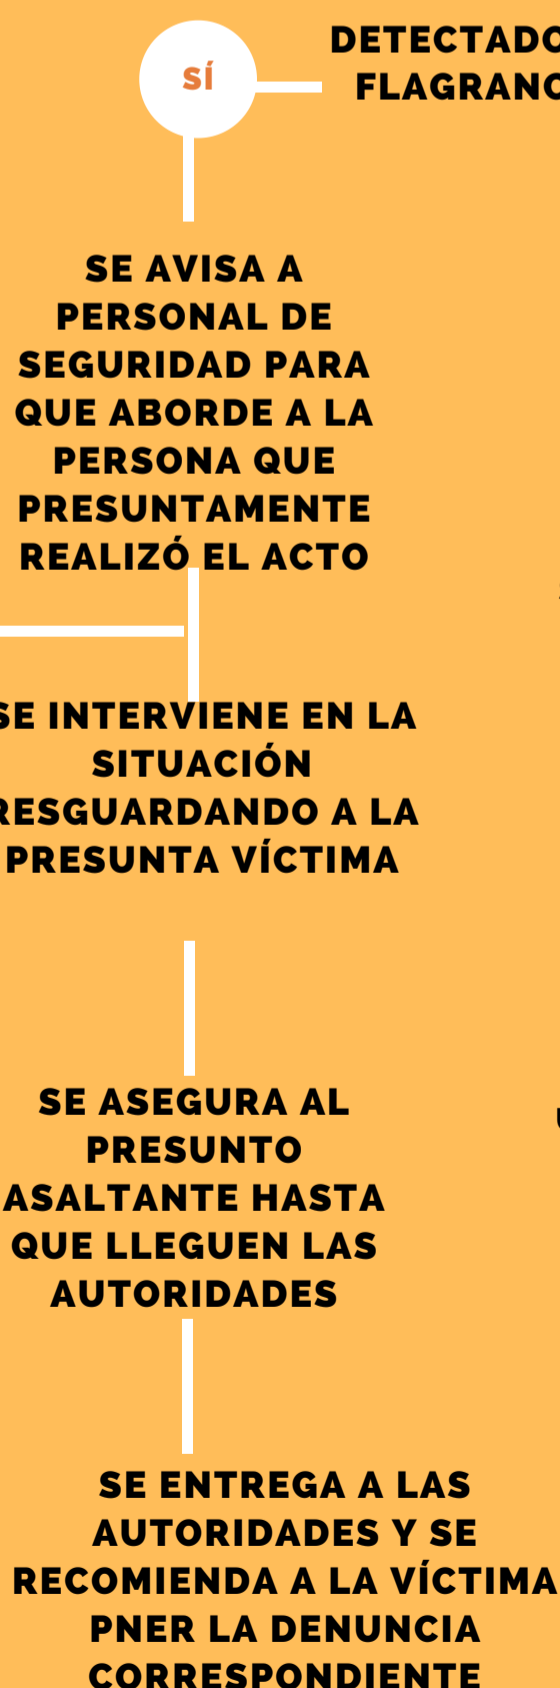 SÍ
DETECTADO
FLAGRANC
SE AVISA A
PERSONAL DE
SEGURIDAD PARA
QUE ABORDE A LA
PERSONA QUE
PRESUNTAMENTE
REALIZÓ EL ACTO
SE INTERVIENE EN LA
SITUACIÓN
RESGUARDANDO A LA
PRESUNTA VÍCTIMA
SE ASEGURA AL
PRESUNTO
ASALTANTE HASTA
QUE LLEGUEN LAS
AUTORIDADES
SE ENTREGA A LAS
AUTORIDADES Y SE
RECOMIENDA A LA VÍCTIMA
PNER LA DENUNCIA
CORRESPONDIENTE